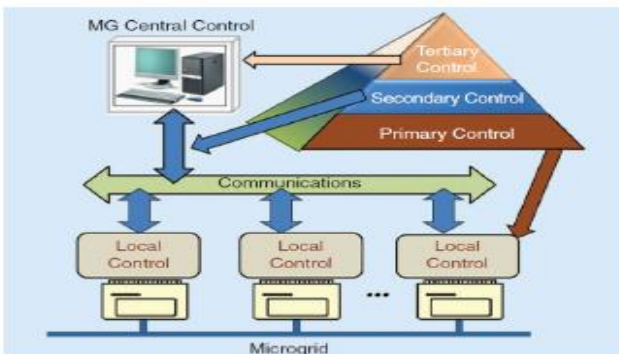 MG Central Control
Tertiary
Control
Secondary Control
Primary Control
Communications
Local
Control
Local
Control
Local
Control
...
Microgrid